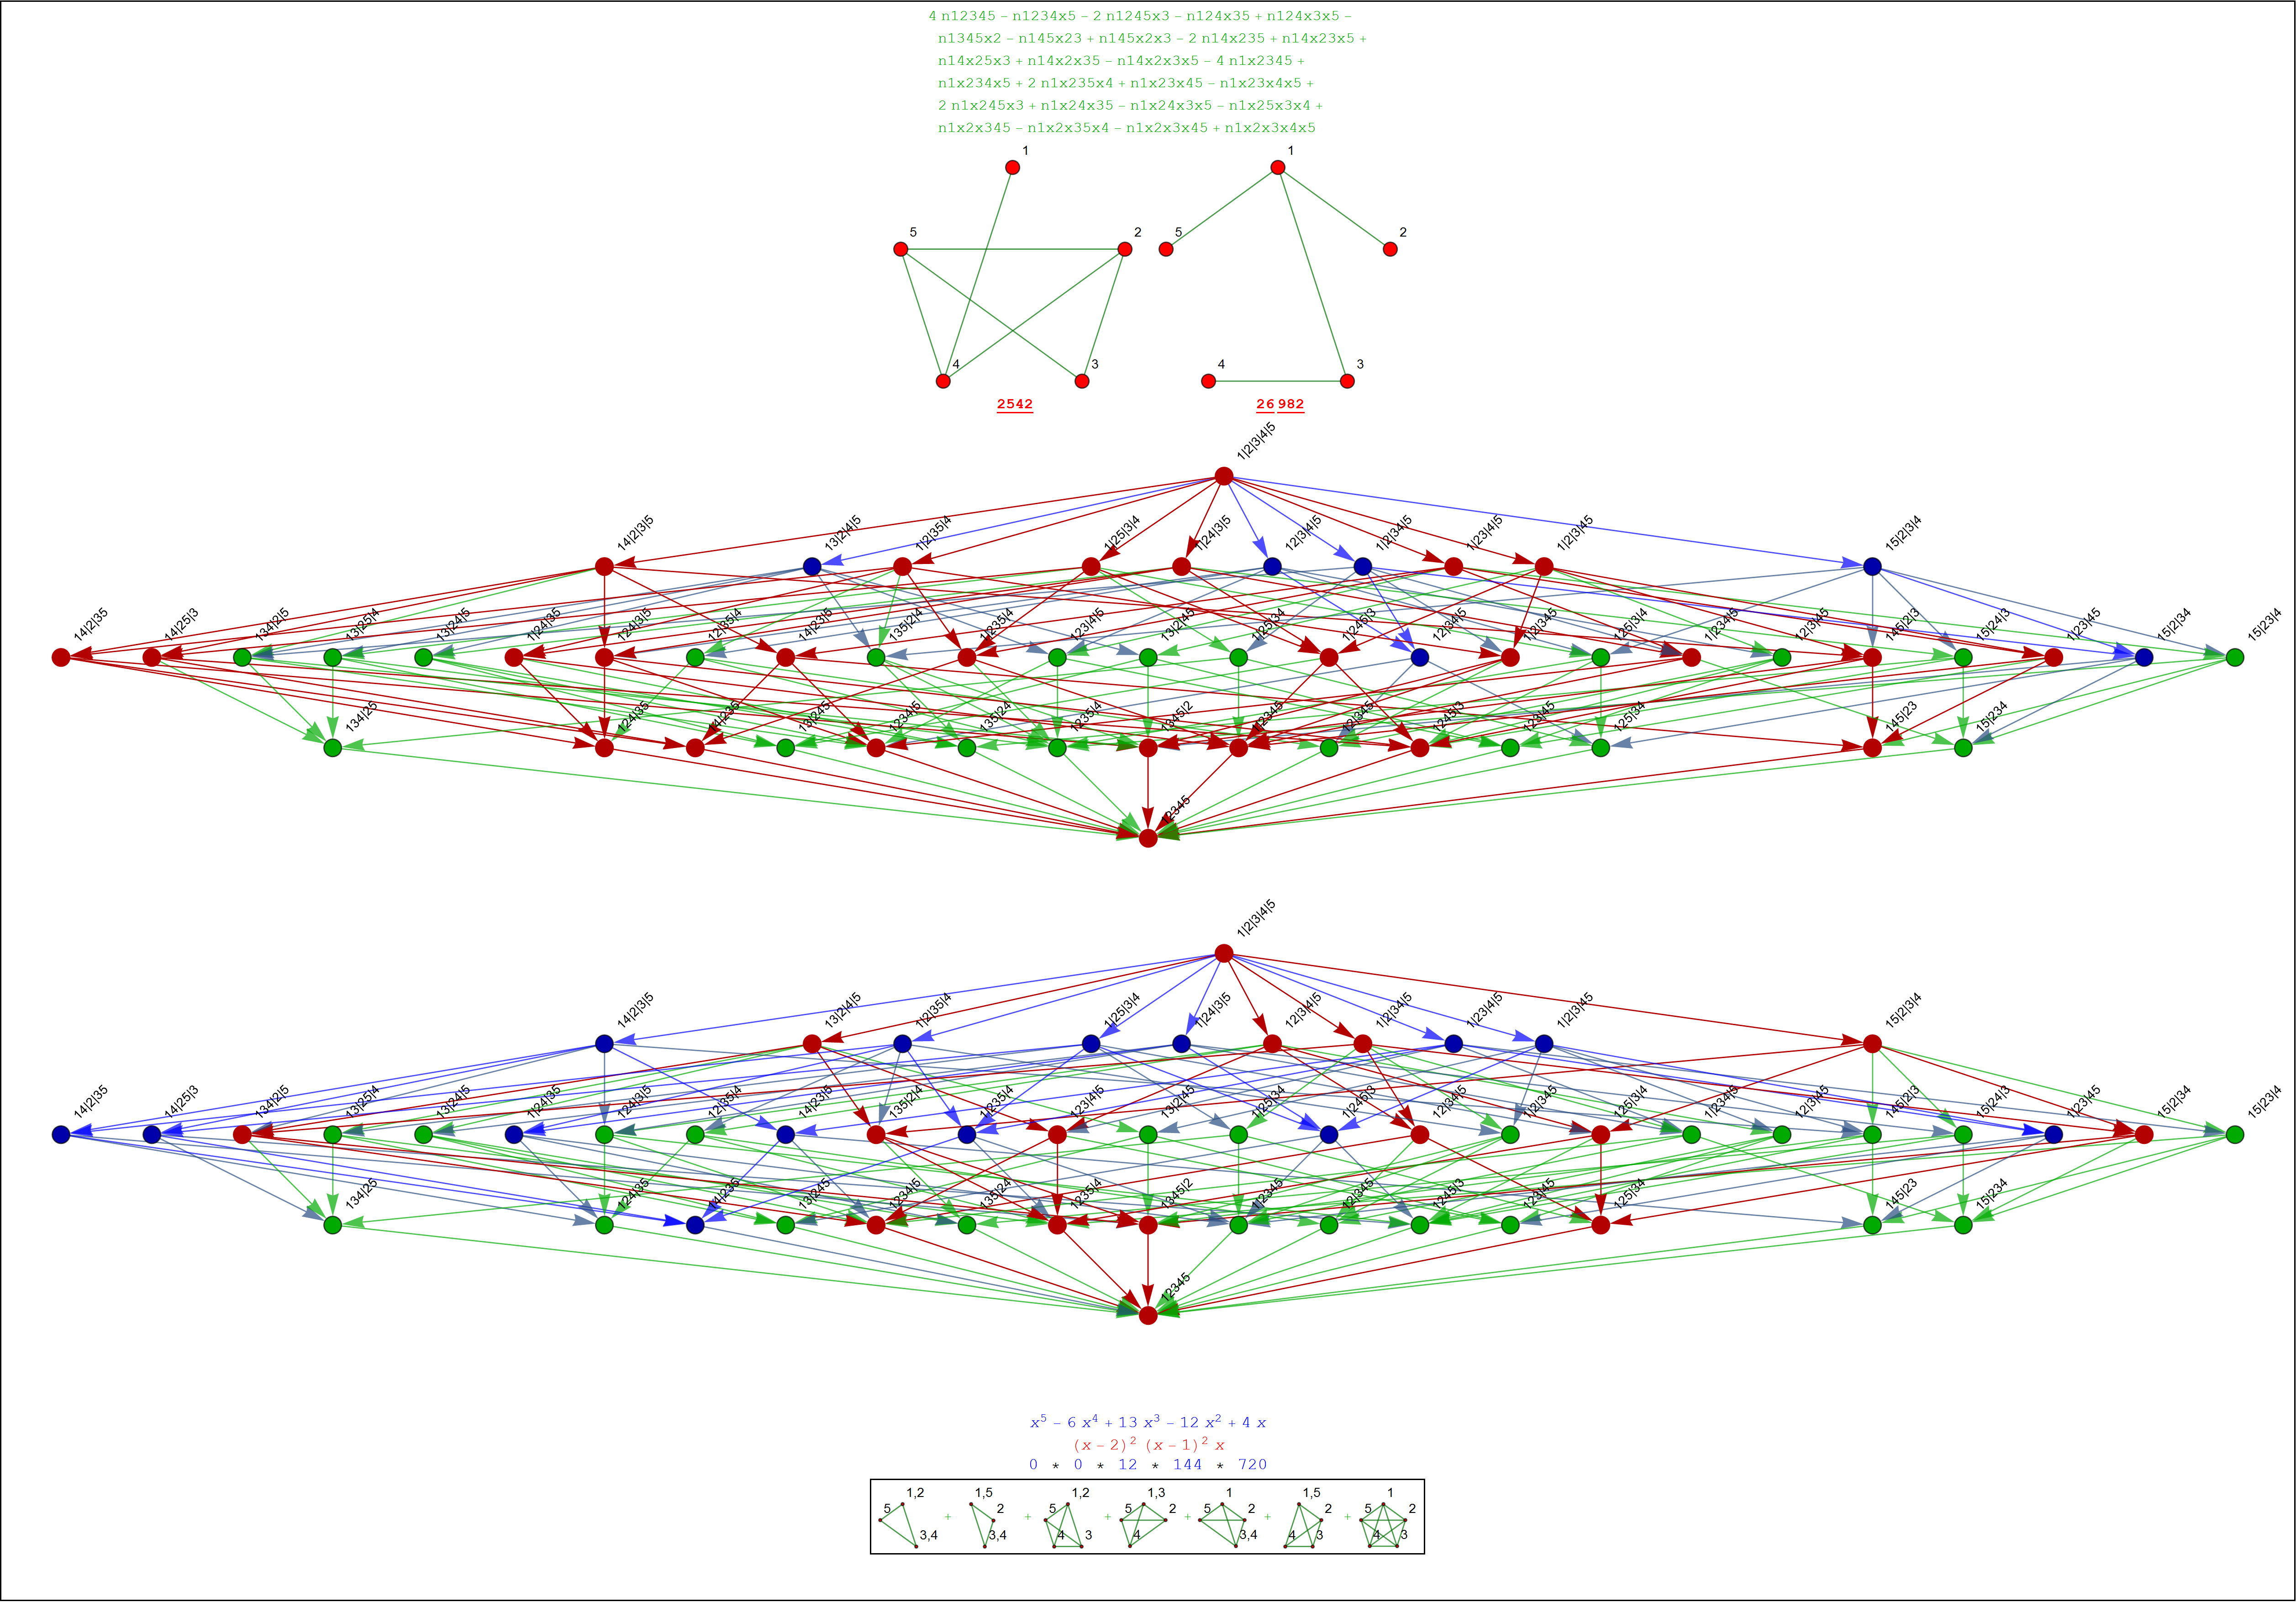 4 n12345 – n1234x5 – 2 n1245x3 – n124x35 + n124x3x5 –
n1345x2 – n145x23 + n145x2x3 – 2 n14x235 + n14x23x5 +
n14x25x3 + n14x2x35 – n14x2x3x5 – 4 n1x2345 +
n1x234x5 + 2 n1x235x4 + n1x23x45 – n1x23x4x5 +
2 n1x245x3 + n1x24x35 – n1x24x3x5 – n1x25x3x4 +
n1x2x345 – n1x2x35x4 – n1x2x3x45 + n1x2x3x4x5
1 1
5 2 5 2
4 3 4 3
2542 26 982
1|2|3|4|5
14|2|3|5 13|2|4|5 1|2|35|4 1|25|3|4 1|24|3|5 12|3|4|5 1|2|34|5 1|23|4|5 1|2|3|45 15|2|3|4
14|2|35 14|25|3 134|2|5 13|25|4 13|24|5 1|24|35 124|3|5 12|35|4 14|23|5 135|2|4 1|235|4 123|4|5 13|2|45 1|25|34 1|245|3 12|34|5 1|2|345 125|3|4 1|234|5 12|3|45 145|2|3 15|24|3 1|23|45 15|2|34 15|23|4
134|25 124|35 14|235 13|245 1234|5 135|24 1235|4 1345|2 1|2345 12|345 1245|3 123|45 125|34 145|23 15|234
12345
1|2|3|4|5
14|2|3|5 13|2|4|5 1|2|35|4 1|25|3|4 1|24|3|5 12|3|4|5 1|2|34|5 1|23|4|5 1|2|3|45 15|2|3|4
14|2|35 14|25|3 134|2|5 13|25|4 13|24|5 1|24|35 124|3|5 12|35|4 14|23|5 135|2|4 1|235|4 123|4|5 13|2|45 1|25|34 1|245|3 12|34|5 1|2|345 125|3|4 1|234|5 12|3|45 145|2|3 15|24|3 1|23|45 15|2|34 15|23|4
134|25 124|35 14|235 13|245 1234|5 135|24 1235|4 1345|2 1|2345 12|345 1245|3 123|45 125|34 145|23 15|234
12345
x⁵ – 6 x⁴ + 13 x³ – 12 x² + 4 x
(x – 2)² (x – 1)² x
0 * 0 * 12 * 144 * 720
1,2 1,5 1,2 1,3 1 1,5 1
5 + 2 + 5 + 5 2 + 5 2 + 2 + 5 2
3,4 3,4 4 3 4 3,4 4 3 4 3